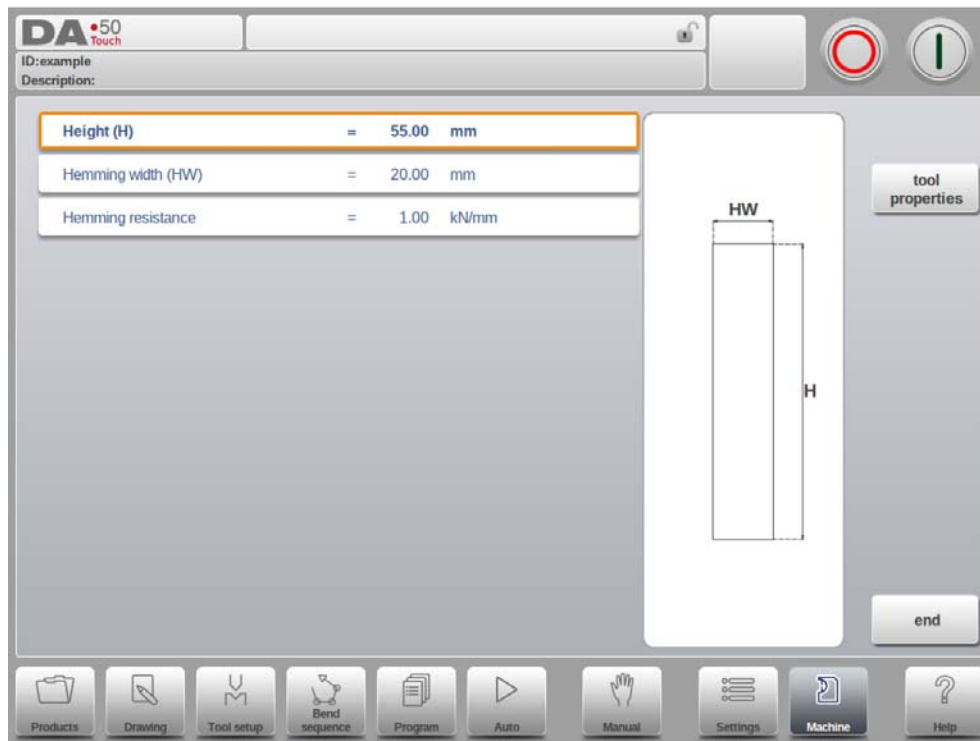 DA•50
Touch
ID:example
Description:
Height (H) = 55.00 mm
Hemming width (HW) = 20.00 mm
Hemming resistance = 1.00 kN/mm
HW
H
tool
properties
end
Products
Drawing
Tool setup
Bend
sequence
Program
Auto
Manual
Settings
Machine
Help